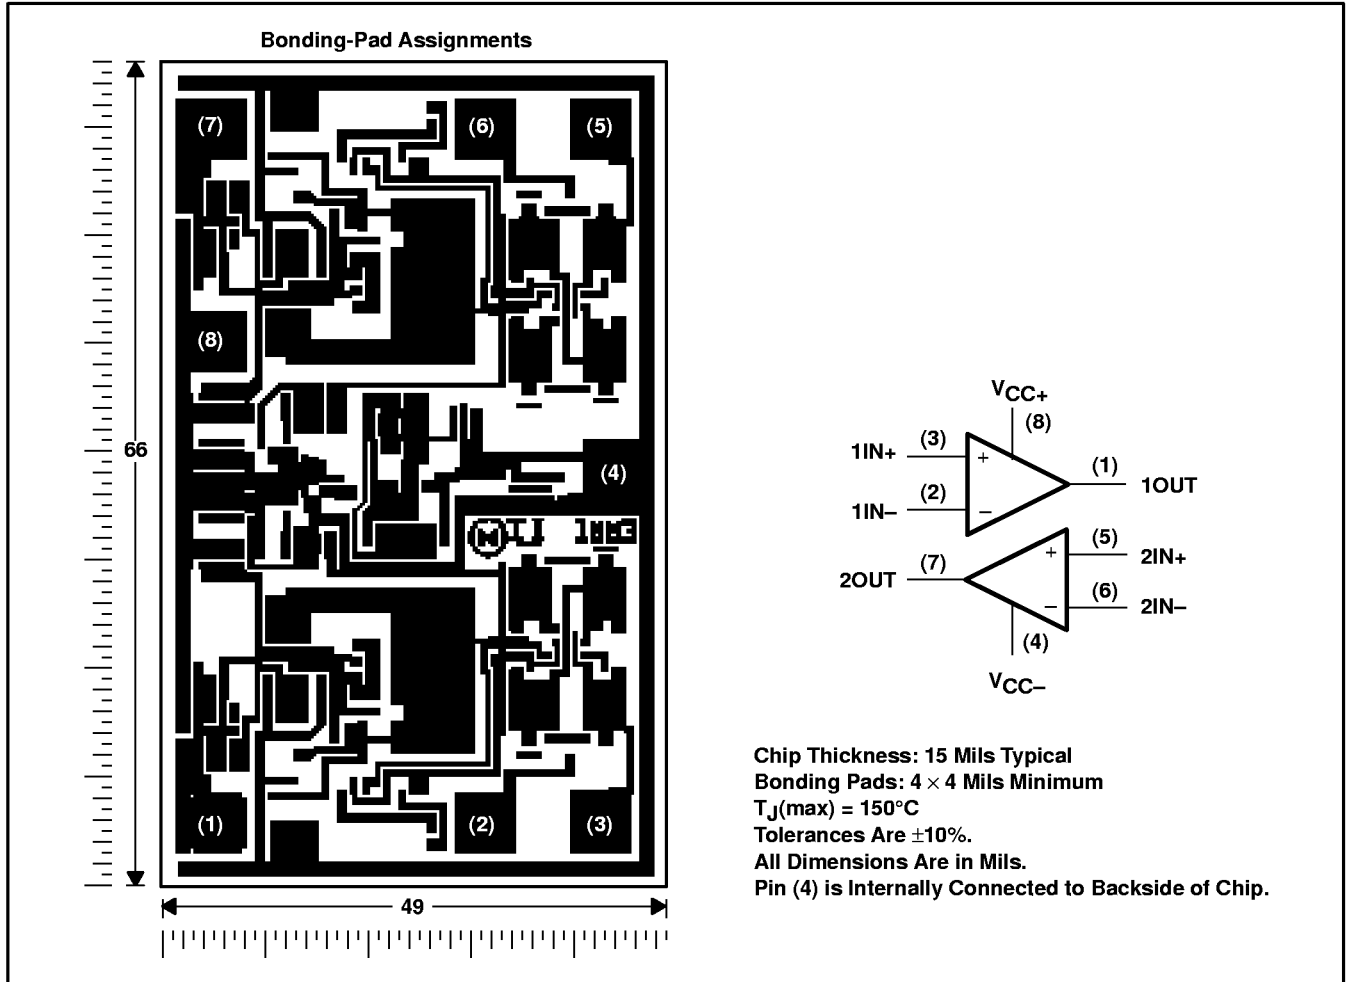 Bonding-Pad Assignments
(7)
(6)
(5)
(8)
66
(4)
TI 1883
(1)
(2)
(3)
49
VCC+
(8)
1IN+ (3)
+
(1) 1OUT
1IN– (2)
–
(5) 2IN+
+
2OUT (7)
(6) 2IN–
–
(4)
VCC–
Chip Thickness: 15 Mils Typical
Bonding Pads: 4 × 4 Mils Minimum
TJ(max) = 150°C
Tolerances Are ±10%.
All Dimensions Are in Mils.
Pin (4) is Internally Connected to Backside of Chip.